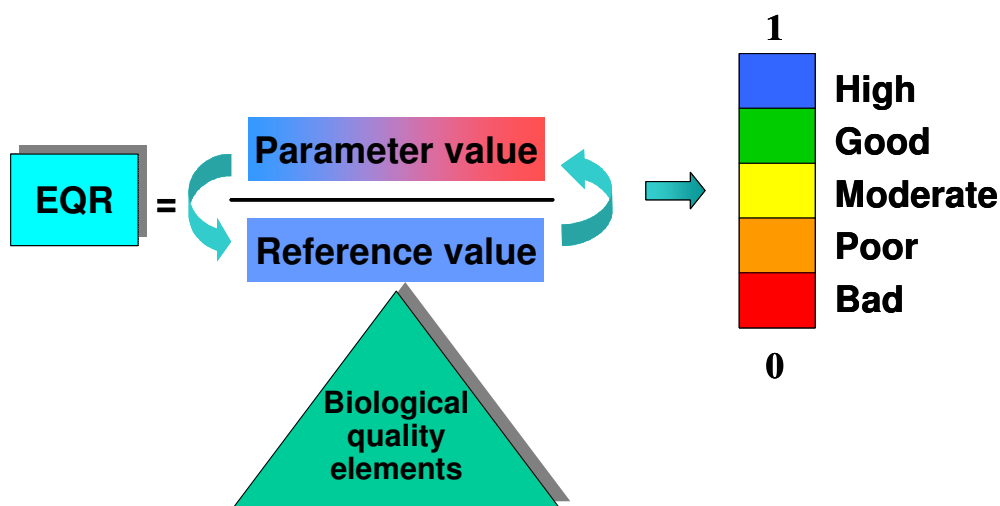 EQR
=
Parameter value
Reference value
Biological
quality
elements
1
High
Good
Moderate
Poor
Bad
0